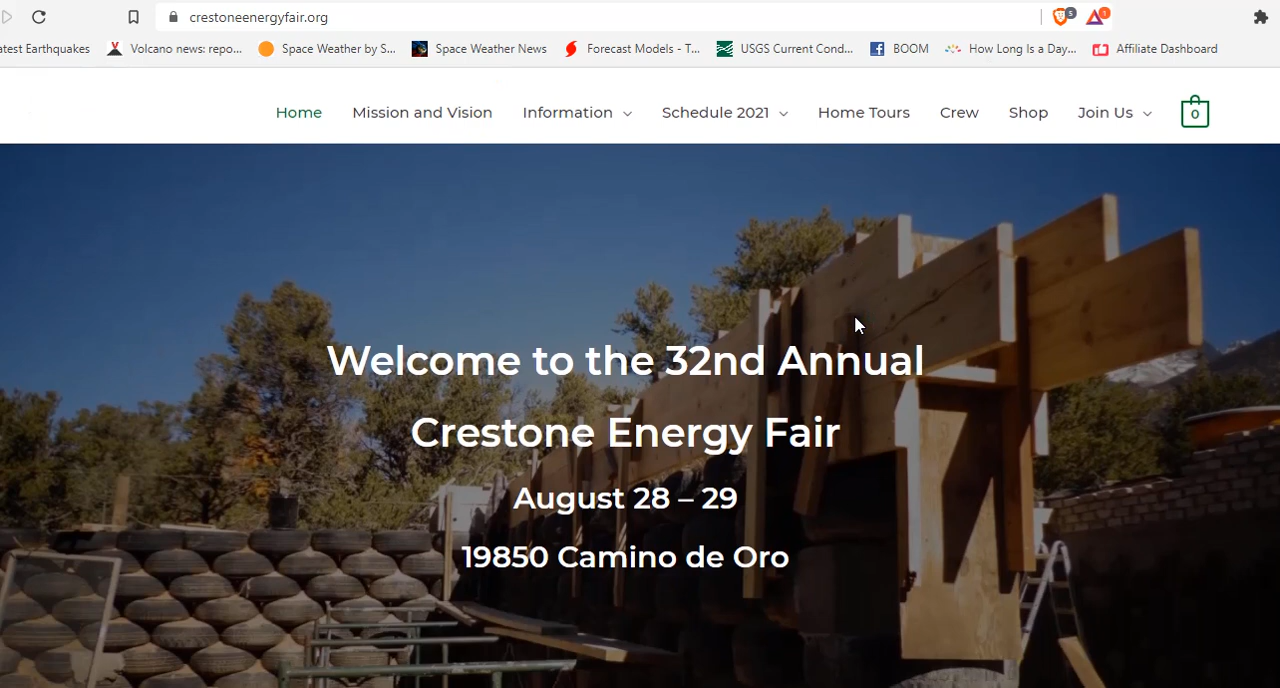 crestoneenergyfair.org
5
1
atest Earthquakes
Volcano news: repo...
Space Weather by S...
Space Weather News
Forecast Models - T...
USGS Current Cond...
BOOM
How Long Is a Day...
Affiliate Dashboard
Home
Mission and Vision
Information
Schedule 2021
Home Tours
Crew
Shop
Join Us
0
Welcome to the 32nd Annual
Crestone Energy Fair
August 28 – 29
19850 Camino de Oro